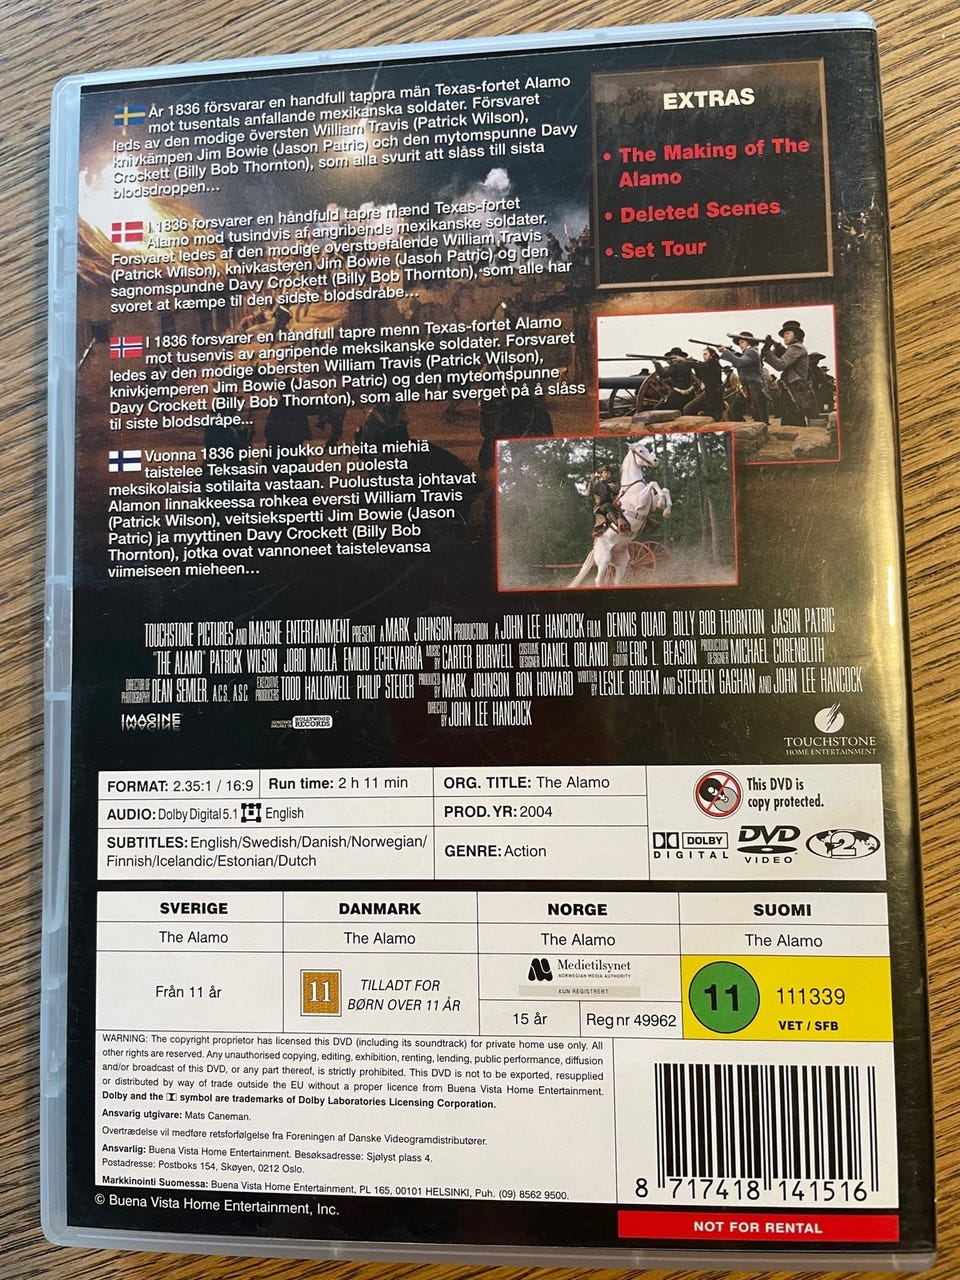 År 1836 försvarar en handfull tappra män Texas-fortet Alamo
mot tusentals anfallande mexikanska soldater. Försvaret
leds av den modige översten William Travis (Patrick Wilson),
knivkämpen Jim Bowie (Jason Patric) och den mytomspunne Davy
Crockett (Billy Bob Thornton), som alla svurit att slåss till sista
blodsdroppen...
I 1836 forsvarer en håndfuld tapre mænd Texas-fortet
Alamo mod tusindvis af angribende mexikanske soldater.
Forsvaret ledes af den modige øverstbefalende William Travis
(Patrick Wilson), knivkasteren Jim Bowie (Jason Patric) og den
sagnomspundne Davy Crockett (Billy Bob Thornton), som alle har
svoret at kæmpe til den sidste blodsdråbe...
I 1836 forsvarer en håndfull tapre menn Texas-fortet Alamo
mot tusenvis av angripende meksikanske soldater. Forsvaret
ledes av den modige obersten William Travis (Patrick Wilson),
knivkjemperen Jim Bowie (Jason Patric) og den myteomspunne
Davy Crockett (Billy Bob Thornton), som alle har sverget på å slåss
til siste blodsdråpe...
Vuonna 1836 pieni joukko urheita miehiä
taistelee Teksasin vapauden puolesta
meksikolaisia sotilaita vastaan. Puolustusta johtavat
Alamon linnakkeessa rohkea eversti William Travis
(Patrick Wilson), veitsiekspertti Jim Bowie (Jason
Patric) ja myyttinen Davy Crockett (Billy Bob
Thornton), jotka ovat vannoneet taistelevansa
viimeiseen mieheen...
EXTRAS
• The Making of The
Alamo
• Deleted Scenes
• Set Tour
TOUCHSTONE PICTURES AND IMAGINE ENTERTAINMENT PRESENT A MARK JOHNSON PRODUCTION A JOHN LEE HANCOCK FILM DENNIS QUAID BILLY BOB THORNTON JASON PATRIC
"THE ALAMO" PATRICK WILSON JORDI MOLLÁ EMILIO ECHEVARRÍA MUSIC BY CARTER BURWELL COSTUME DESIGNER DANIEL ORLANDI FILM EDITOR ERIC L. BEASON PRODUCTION DESIGNER MICHAEL CORENBLITH
DIRECTOR OF PHOTOGRAPHY DEAN SEMLER, A.C.S. A.S.C. EXECUTIVE PRODUCERS TODD HALLOWELL PHILIP STEUER PRODUCED BY MARK JOHNSON RON HOWARD WRITTEN BY LESLIE BOHEM AND STEPHEN GAGHAN AND JOHN LEE HANCOCK
DIRECTED BY JOHN LEE HANCOCK
IMAGINE
SOUNDTRACK AVAILABLE ON HOLLYWOOD RECORDS
TOUCHSTONE
HOME ENTERTAINMENT
FORMAT: 2.35:1 / 16:9
Run time: 2 h 11 min
AUDIO: Dolby Digital 5.1 English
SUBTITLES: English/Swedish/Danish/Norwegian/
Finnish/Icelandic/Estonian/Dutch
ORG. TITLE: The Alamo
PROD. YR: 2004
GENRE: Action
This DVD is
copy protected.
DOLBY
DIGITAL
DVD
VIDEO
2
SVERIGE
The Alamo
Från 11 år
DANMARK
The Alamo
11
TILLADT FOR
BØRN OVER 11 ÅR
NORGE
The Alamo
Medietilsynet
NORWEGIAN MEDIA AUTHORITY
KUN REGISTRERT
15 år
Reg nr 49962
SUOMI
The Alamo
11
111339
VET / SFB
WARNING: The copyright proprietor has licensed this DVD (including its soundtrack) for private home use only. All
other rights are reserved. Any unauthorised copying, editing, exhibition, renting, lending, public performance, diffusion
and/or broadcast of this DVD, or any part thereof, is strictly prohibited. This DVD is not to be exported, resupplied
or distributed by way of trade outside the EU without a proper licence from Buena Vista Home Entertainment.
Dolby and the symbol are trademarks of Dolby Laboratories Licensing Corporation.
Ansvarig utgivare: Mats Caneman.
Overtrædelse vil medføre retsforfølgelse fra Foreningen af Danske Videogramdistributører.
Ansvarlig: Buena Vista Home Entertainment. Besøksadresse: Sjølyst plass 4.
Postadresse: Postboks 154, Skøyen, 0212 Oslo.
Markkinointi Suomessa: Buena Vista Home Entertainment, PL 165, 00101 HELSINKI, Puh. (09) 8562 9500.
8 717418 141516
© Buena Vista Home Entertainment, Inc.
NOT FOR RENTAL